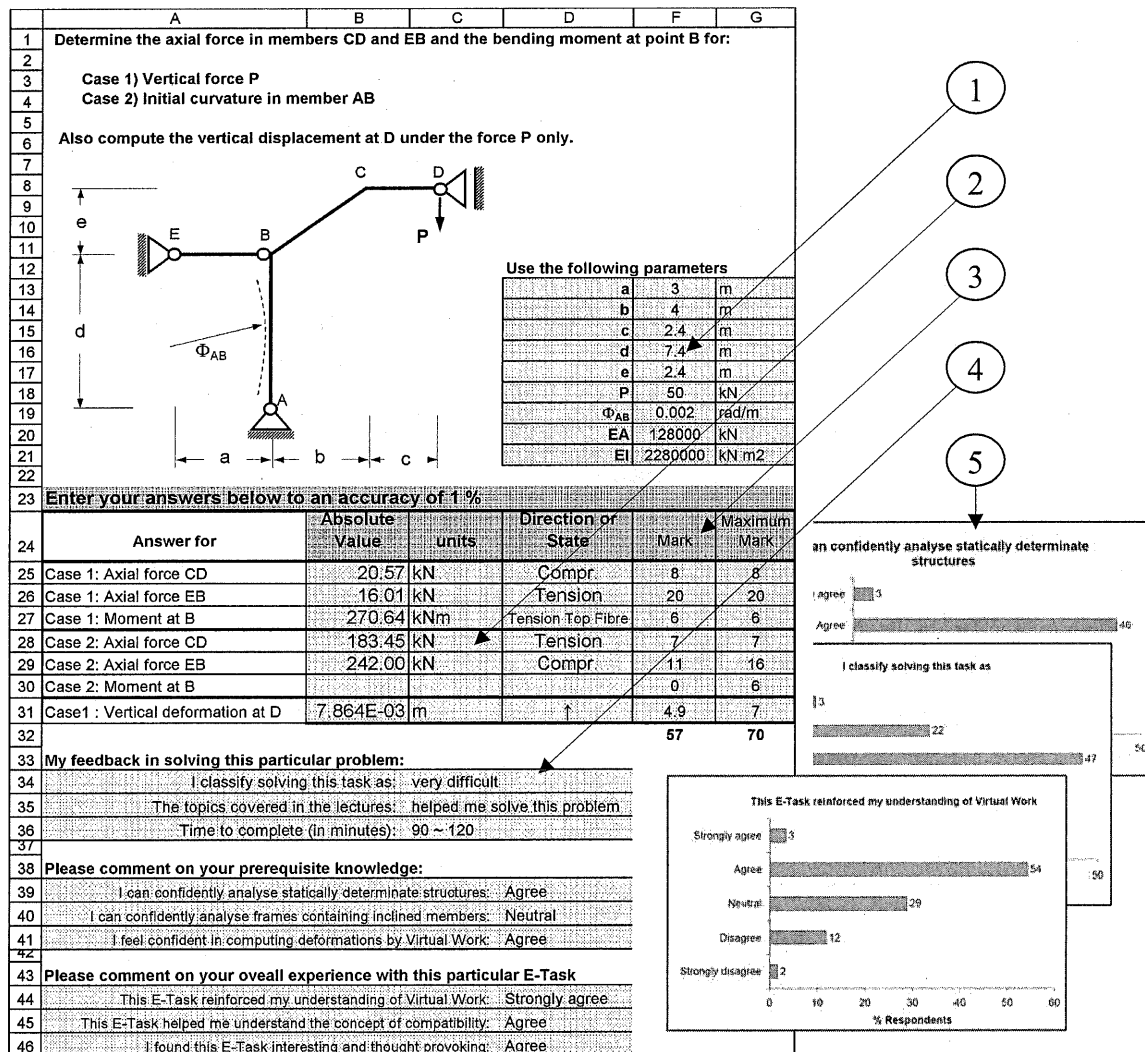 A B C D F G
1 Determine the axial force in members CD and EB and the bending moment at point B for:
2
3 Case 1) Vertical force P
4 Case 2) Initial curvature in member AB
5
6 Also compute the vertical displacement at D under the force P only.
7
8 C D
9 e
10 E B P
11
12 Use the following parameters
13 a 3 m
14 b 4 m
15 d c 2.4 m
16 ΦAB d 7.4 m
17 e 2.4 m
18 P 50 kN
19 A ΦAB 0.002 rad/m
20 EA 128000 kN
21 a b c EI 2280000 kN m2
22
23 Enter your answers below to an accuracy of 1 %
24 Answer for Absolute Value units Direction or State Mark Maximum Mark
25 Case 1: Axial force CD 20.57 kN Compr. 8 8
26 Case 1: Axial force EB 16.01 kN Tension 20 20
27 Case 1: Moment at B 270.64 kNm Tension Top Fibre 6 6
28 Case 2: Axial force CD 183.45 kN Tension 7 7
29 Case 2: Axial force EB 242.00 kN Compr. 11 16
30 Case 2: Moment at B 0 6
31 Case1 : Vertical deformation at D 7.864E-03 m ↑ 4.9 7
32 57 70
33 My feedback in solving this particular problem:
34 I classify solving this task as: very difficult
35 The topics covered in the lectures: helped me solve this problem
36 Time to complete (in minutes): 90 ~ 120
37
38 Please comment on your prerequisite knowledge:
39 I can confidently analyse statically determinate structures: Agree
40 I can confidently analyse frames containing inclined members: Neutral
41 I feel confident in computing deformations by Virtual Work: Agree
42
43 Please comment on your oveall experience with this particular E-Task
44 This E-Task reinforced my understanding of Virtual Work: Strongly agree
45 This E-Task helped me understand the concept of compatibility: Agree
46 I found this E-Task interesting and thought provoking: Agree
1
2
3
4
5
an confidently analyse statically determinate
structures
agree 3
Agree 46
I classify solving this task as
3
22
47
50
50
This E-Task reinforced my understanding of Virtual Work
Strongly agree 3
Agree 54
Neutral 29
Disagree 12
Strongly disagree 2
0 10 20 30 40 50 60
% Respondents